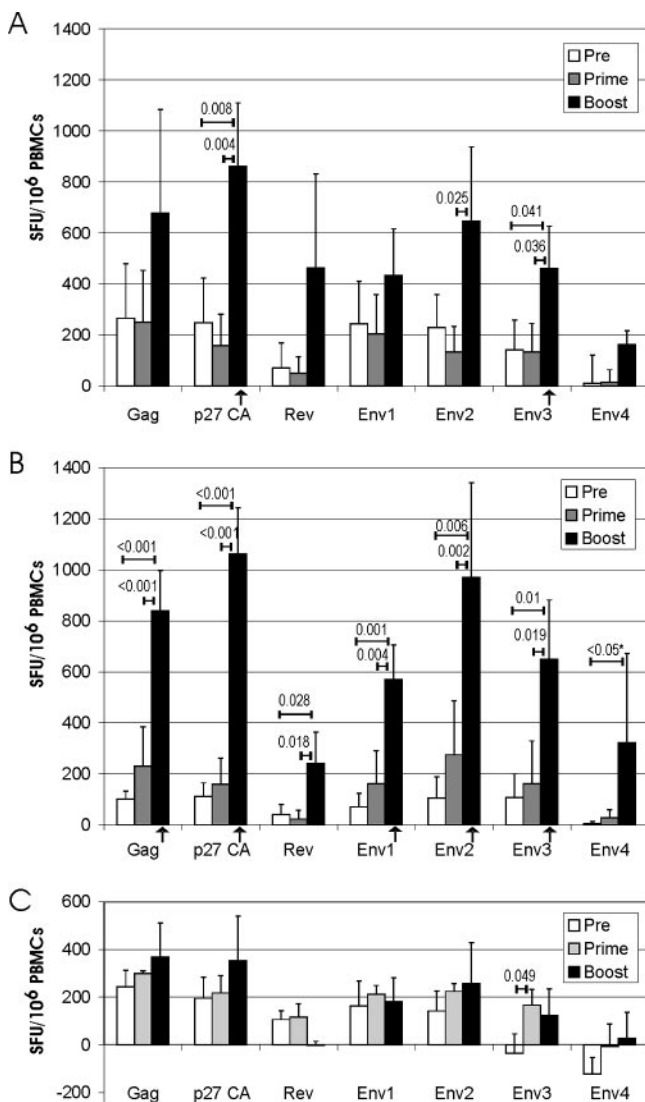 A
1400
1200
1000
800
600
400
200
0
SFU/10⁶ PBMCs
Pre
Prime
Boost
0.008
0.004
0.025
0.041
0.036
Gag p27 CA Rev Env1 Env2 Env3 Env4
B
1400
1200
1000
800
600
400
200
0
SFU/10⁶ PBMCs
Pre
Prime
Boost
<0.001
<0.001
<0.001
<0.001
0.028
0.018
0.001
0.004
0.006
0.002
0.01
0.019
<0.05*
Gag p27 CA Rev Env1 Env2 Env3 Env4
C
600
400
200
0
-200
SFU/10⁶ PBMCs
Pre
Prime
Boost
0.049
Gag p27 CA Rev Env1 Env2 Env3 Env4